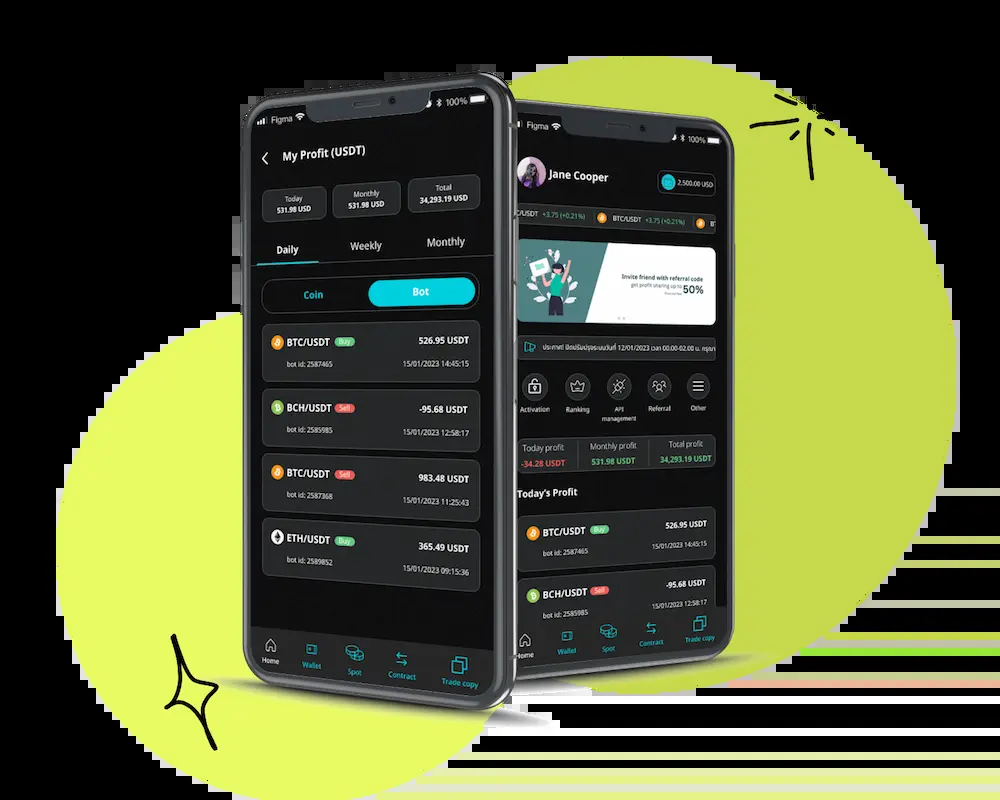 Figma
100%
My Profit (USDT)
Today
531.98 USD
Monthly
531.98 USD
Total
34,293.19 USD
Daily
Weekly
Monthly
Coin
Bot
BTC/USDT Buy 526.95 USDT
bot id: 2587465 15/01/2023 14:45:15
BCH/USDT Sell -95.68 USDT
bot id: 2585985 15/01/2023 12:58:17
BTC/USDT Sell 983.48 USDT
bot id: 2587368 15/01/2023 11:25:43
ETH/USDT Buy 365.49 USDT
bot id: 2589852 15/01/2023 09:15:36
Home
Wallet
Spot
Contract
Trade copy
Figma
100%
Jane Cooper
2,500.00 USD
/USDT +3.75 (+0.21%) BTC/USDT +3.75 (+0.21%)
Invite friend with referral code
get profit sharing up to 50%
ประกาศ! ปิดปรับปรุงระบบวันที่ 12/01/2023 เวลา 00.00-02.00 น. กรุณา
Activation
Ranking
API
management
Referral
Other
Today profit
-34.28 USDT
Monthly profit
531.98 USDT
Total profit
34,293.19 USDT
Today's Profit
BTC/USDT Buy 526.95 USDT
bot id: 2587465 15/01/2023 14:45:15
BCH/USDT Sell -95.68 USDT
bot id: 2585985 15/01/2023 12:58:17
Home
Wallet
Spot
Contract
Trade copy